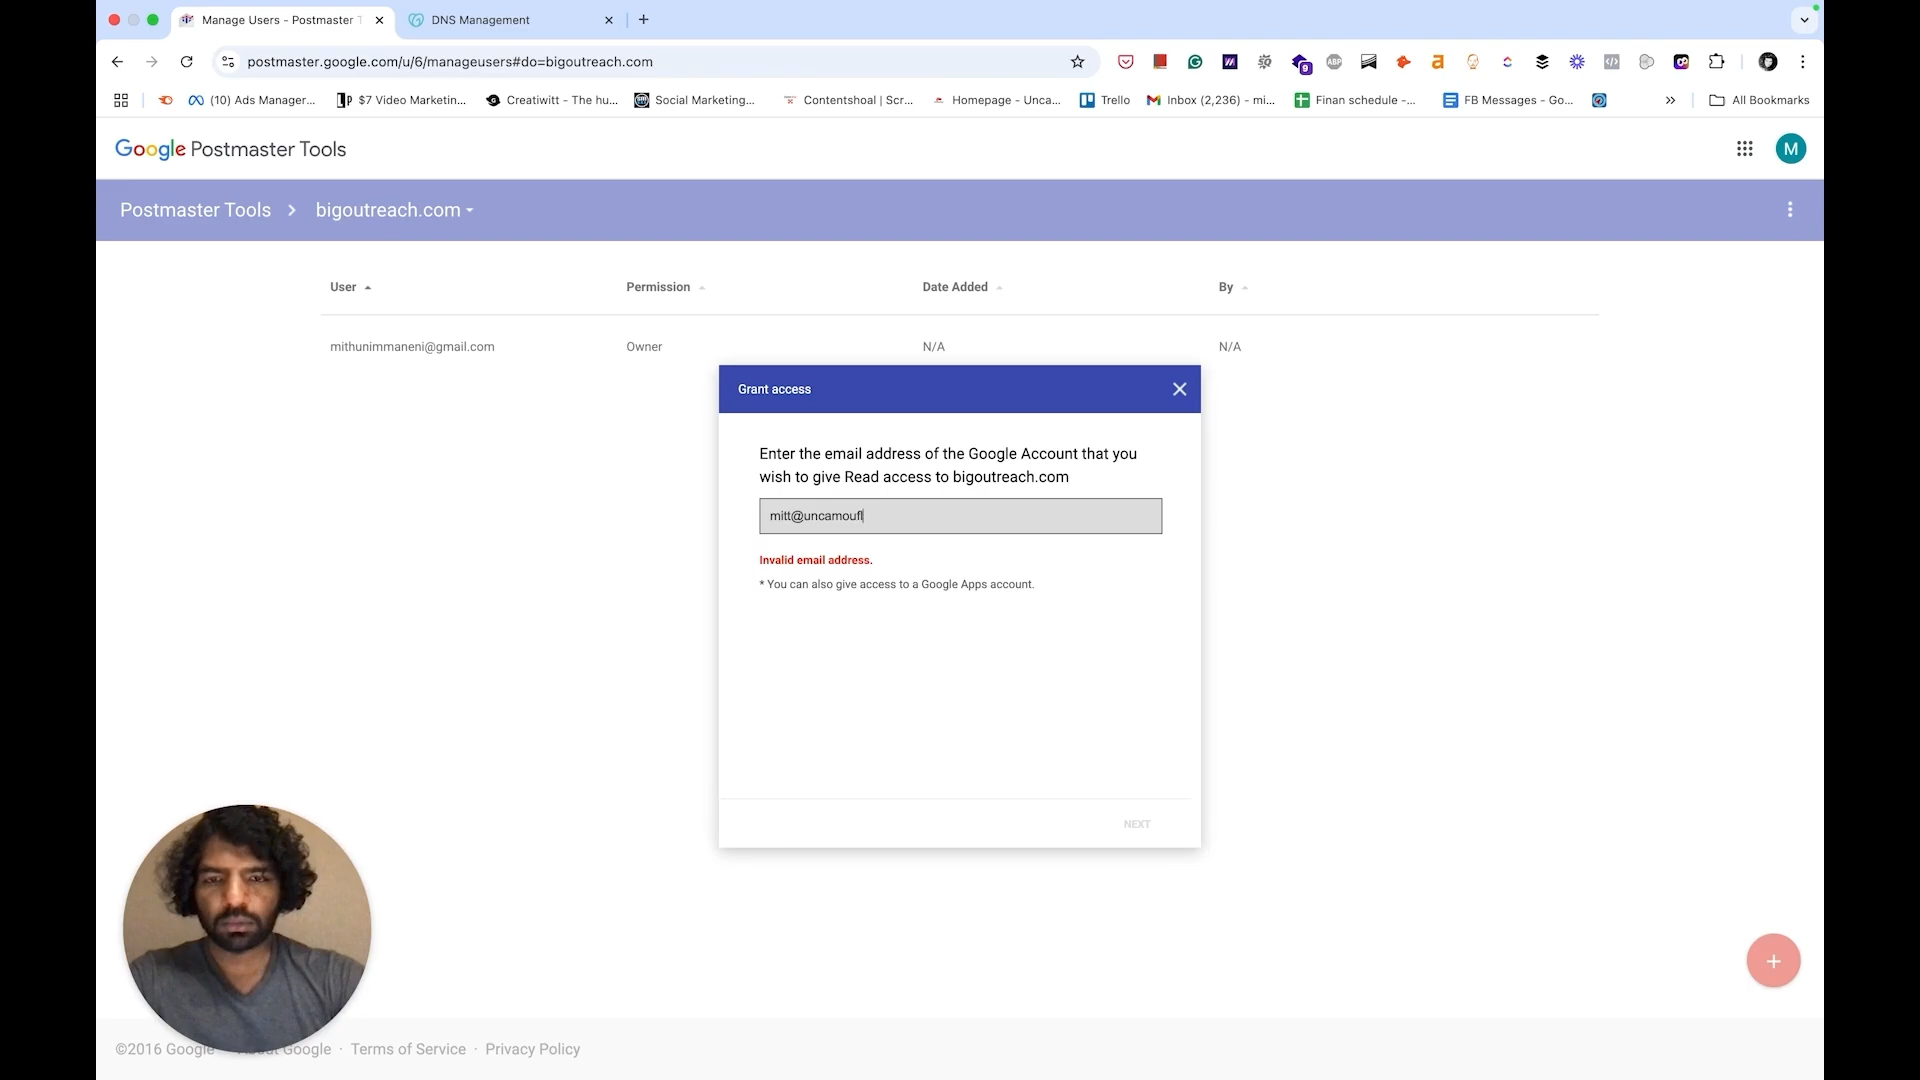 Manage Users - Postmaster T
DNS Management
postmaster.google.com/u/6/manageusers#do=bigoutreach.com
9
ABP
(10) Ads Manager...
$7 Video Marketin...
Creatiwitt - The hu...
Social Marketing...
Contentshoal | Scr...
Homepage - Unca...
Trello
Inbox (2,236) - mi...
Finan schedule -...
FB Messages - Go...
All Bookmarks
Google Postmaster Tools
M
Postmaster Tools > bigoutreach.com
User Permission Date Added By
mithunimmaneni@gmail.com Owner N/A N/A
Grant access
Enter the email address of the Google Account that you
wish to give Read access to bigoutreach.com
mitt@uncamoufl
Invalid email address.
* You can also give access to a Google Apps account.
NEXT
©2016 Google · About Google · Terms of Service · Privacy Policy